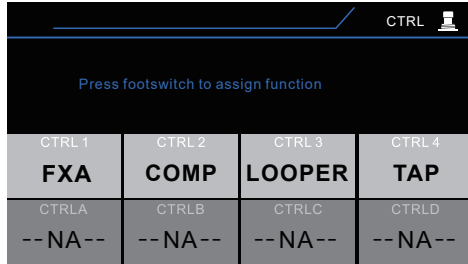 CTRL
Press footswitch to assign function
CTRL 1 CTRL 2 CTRL 3 CTRL 4
FXA COMP LOOPER TAP
CTRLA CTRLB CTRLC CTRLD
--NA-- --NA-- --NA-- --NA--